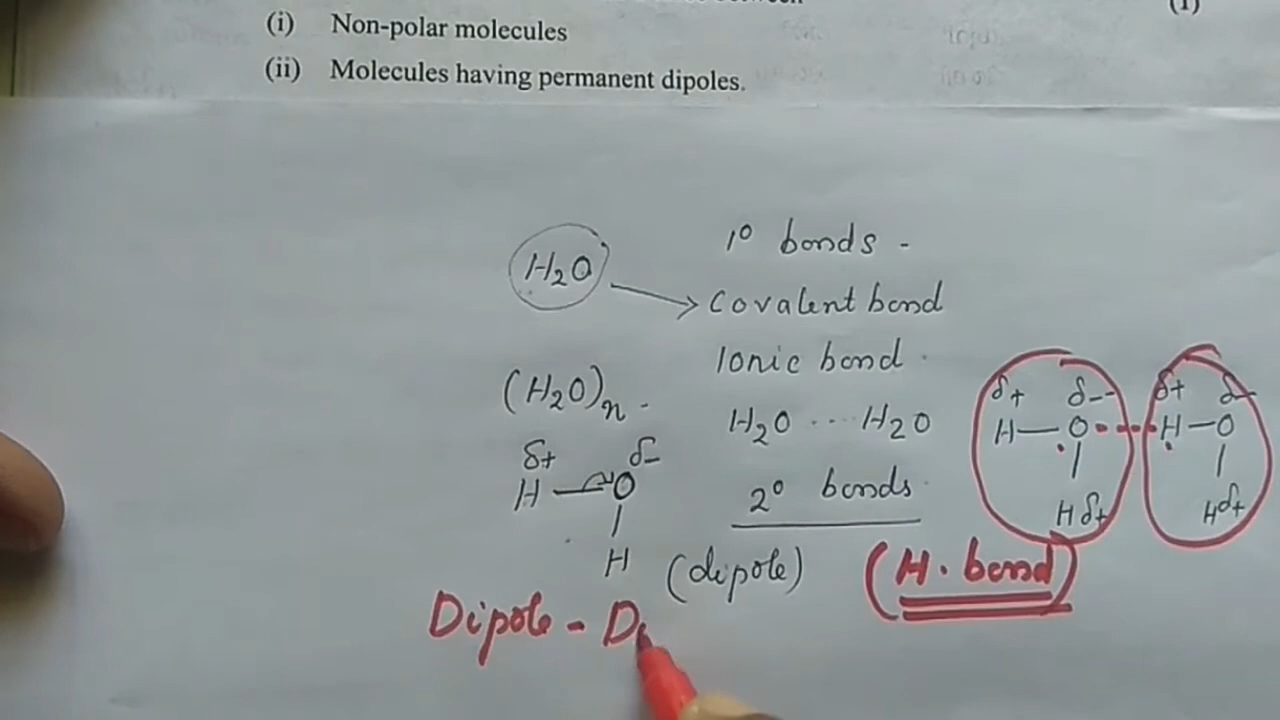 (1)
(i) Non-polar molecules
(ii) Molecules having permanent dipoles.
1° bonds -
H₂O
Covalent bond
Ionic bond
(H₂O)ₙ -
H₂O .... H₂O
δ+ δ-
H — O
H
2° bonds
(dipole)
δ+ δ-- δ+ δ-
H — O --- H — O
H δ+ H δ+
(H. bond)
Dipole - D